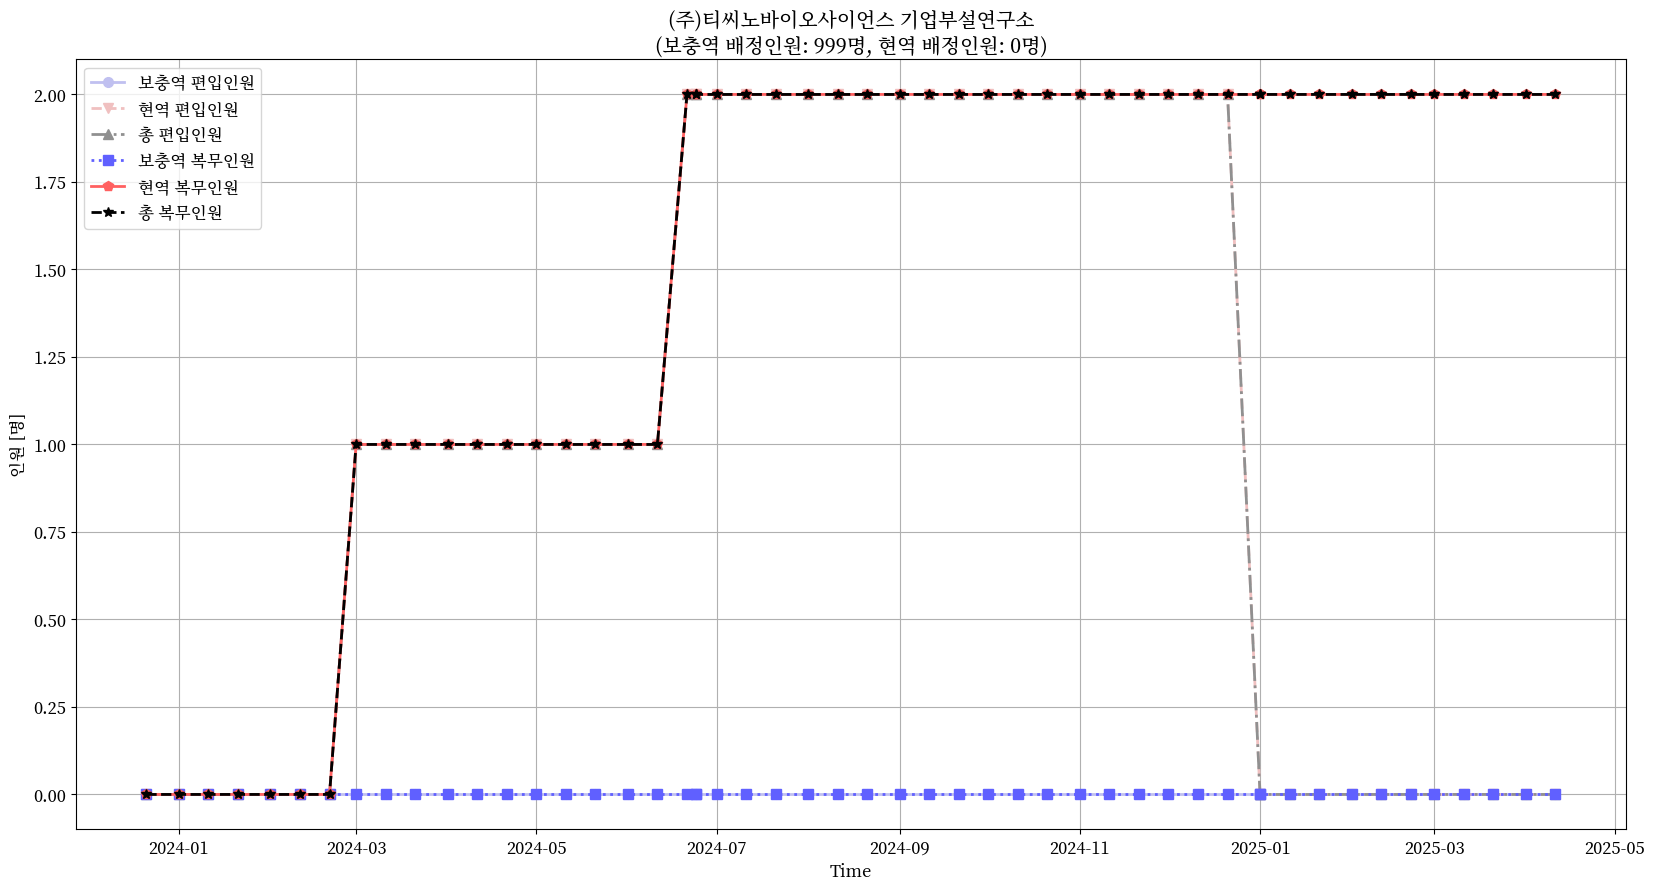 (주)티씨노바이오사이언스 기업부설연구소
(보충역 배정인원: 999명, 현역 배정인원: 0명)
보충역 편입인원
현역 편입인원
총 편입인원
보충역 복무인원
현역 복무인원
총 복무인원
인원 [명]
2.00
1.75
1.50
1.25
1.00
0.75
0.50
0.25
0.00
2024-01 2024-03 2024-05 2024-07 2024-09 2024-11 2025-01 2025-03 2025-05
Time